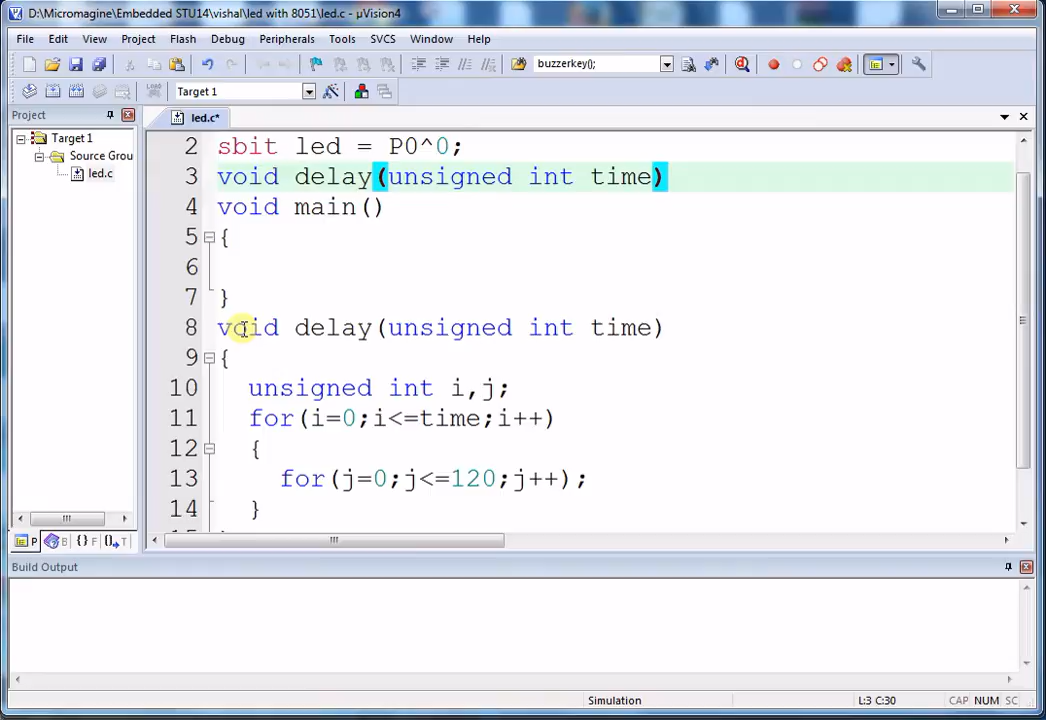 D:\Micromagine\Embedded STU14\vishal\led with 8051\led.c - µVision4
File Edit View Project Flash Debug Peripherals Tools SVCS Window Help
buzzerkey();
LOAD Target 1
Project led.c*
Target 1
Source Grou
led.c
2 sbit led = P0^0;
3 void delay(unsigned int time)
4 void main()
5 {
6
7 }
8 void delay(unsigned int time)
9 {
10 unsigned int i,j;
11 for(i=0;i<=time;i++)
12 {
13 for(j=0;j<=120;j++);
14 }
P B {} F 0 T
Build Output
Simulation L:3 C:30 CAP NUM SC